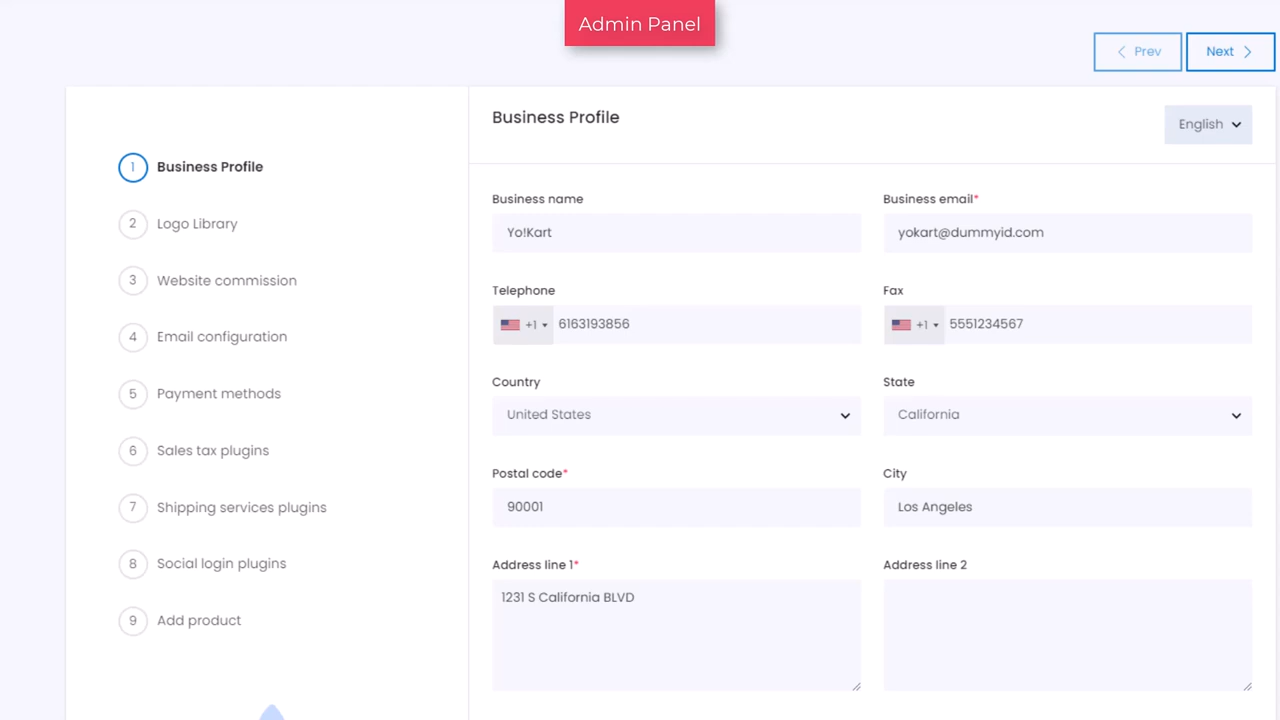 Admin Panel
Prev
Next
1 Business Profile
2 Logo Library
3 Website commission
4 Email configuration
5 Payment methods
6 Sales tax plugins
7 Shipping services plugins
8 Social login plugins
9 Add product
Business Profile
English
Business name
Business email*
Yo!Kart
yokart@dummyid.com
Telephone
Fax
+1 6163193856
+1 5551234567
Country
State
United States
California
Postal code*
City
90001
Los Angeles
Address line 1*
Address line 2
1231 S California BLVD